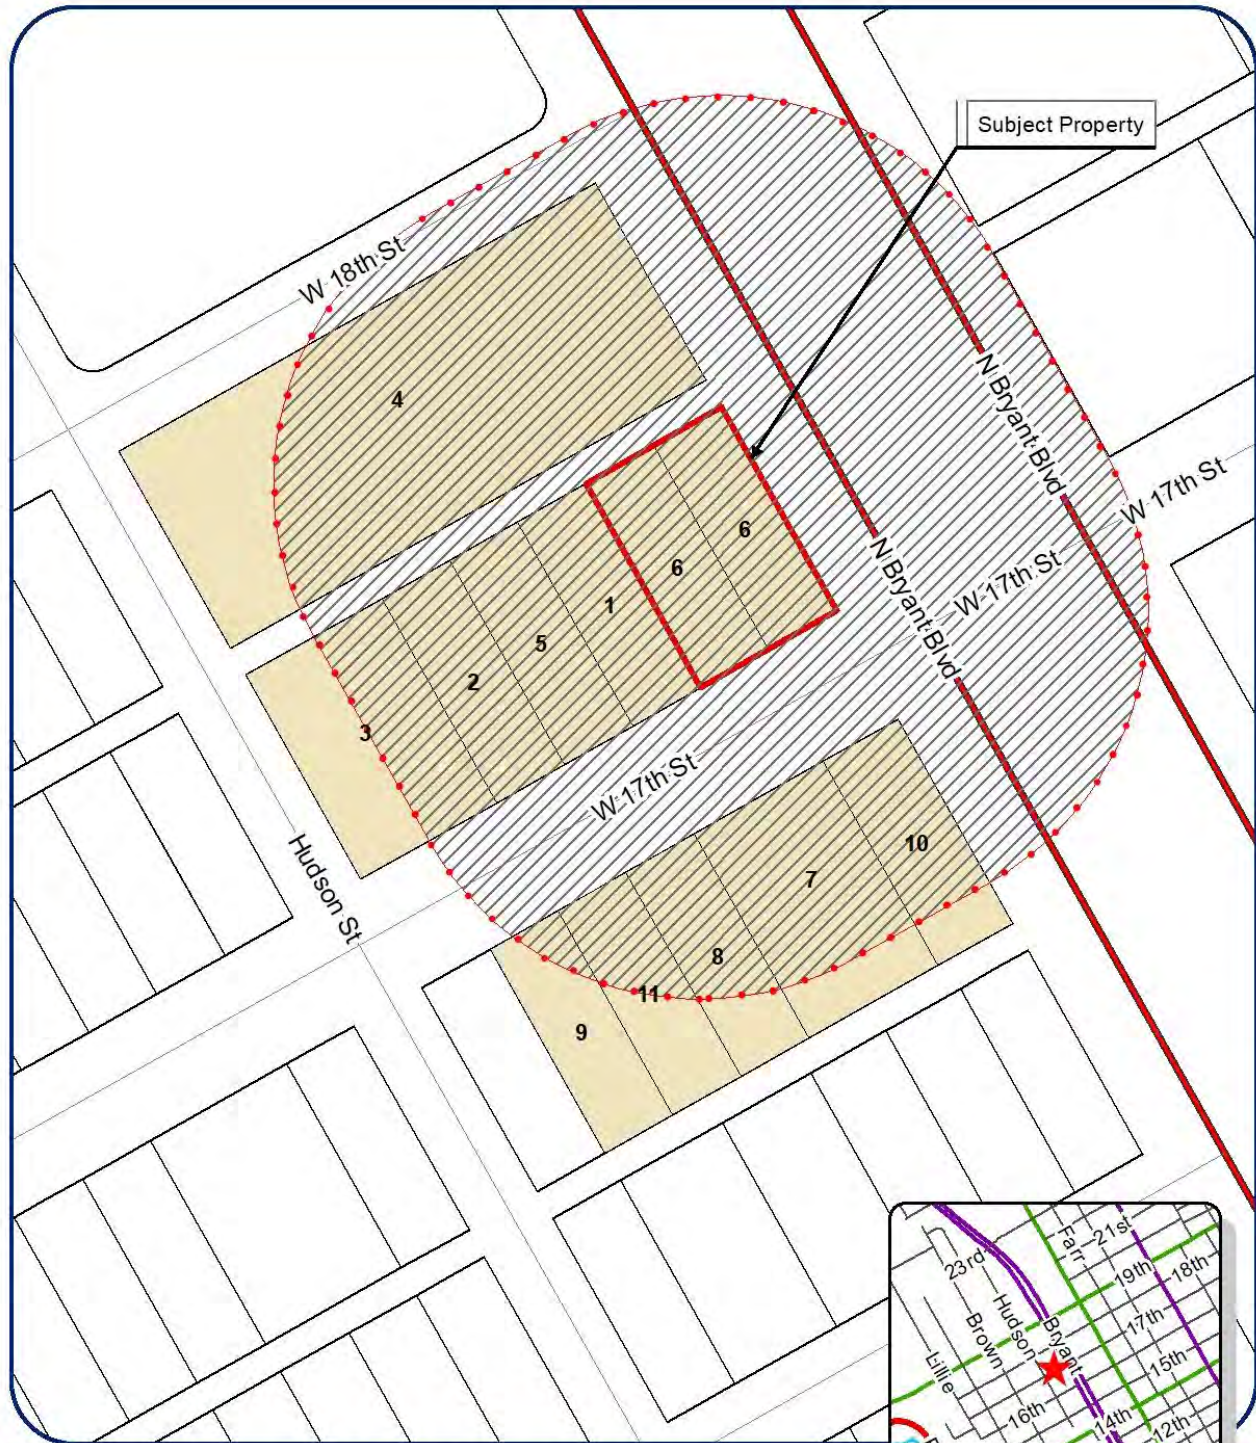 Subject Property
W 18th St
4
N Bryant Blvd
W 17th St
6
6
1
5
2
3
N Bryant Blvd
W 17th St
W 17th St
10
7
8
11
9
Hudson St
Farr
21st
23rd
19th
18th
Hudson
Bryant
17th
Brown
15th
Lillie
16th
14th
12th